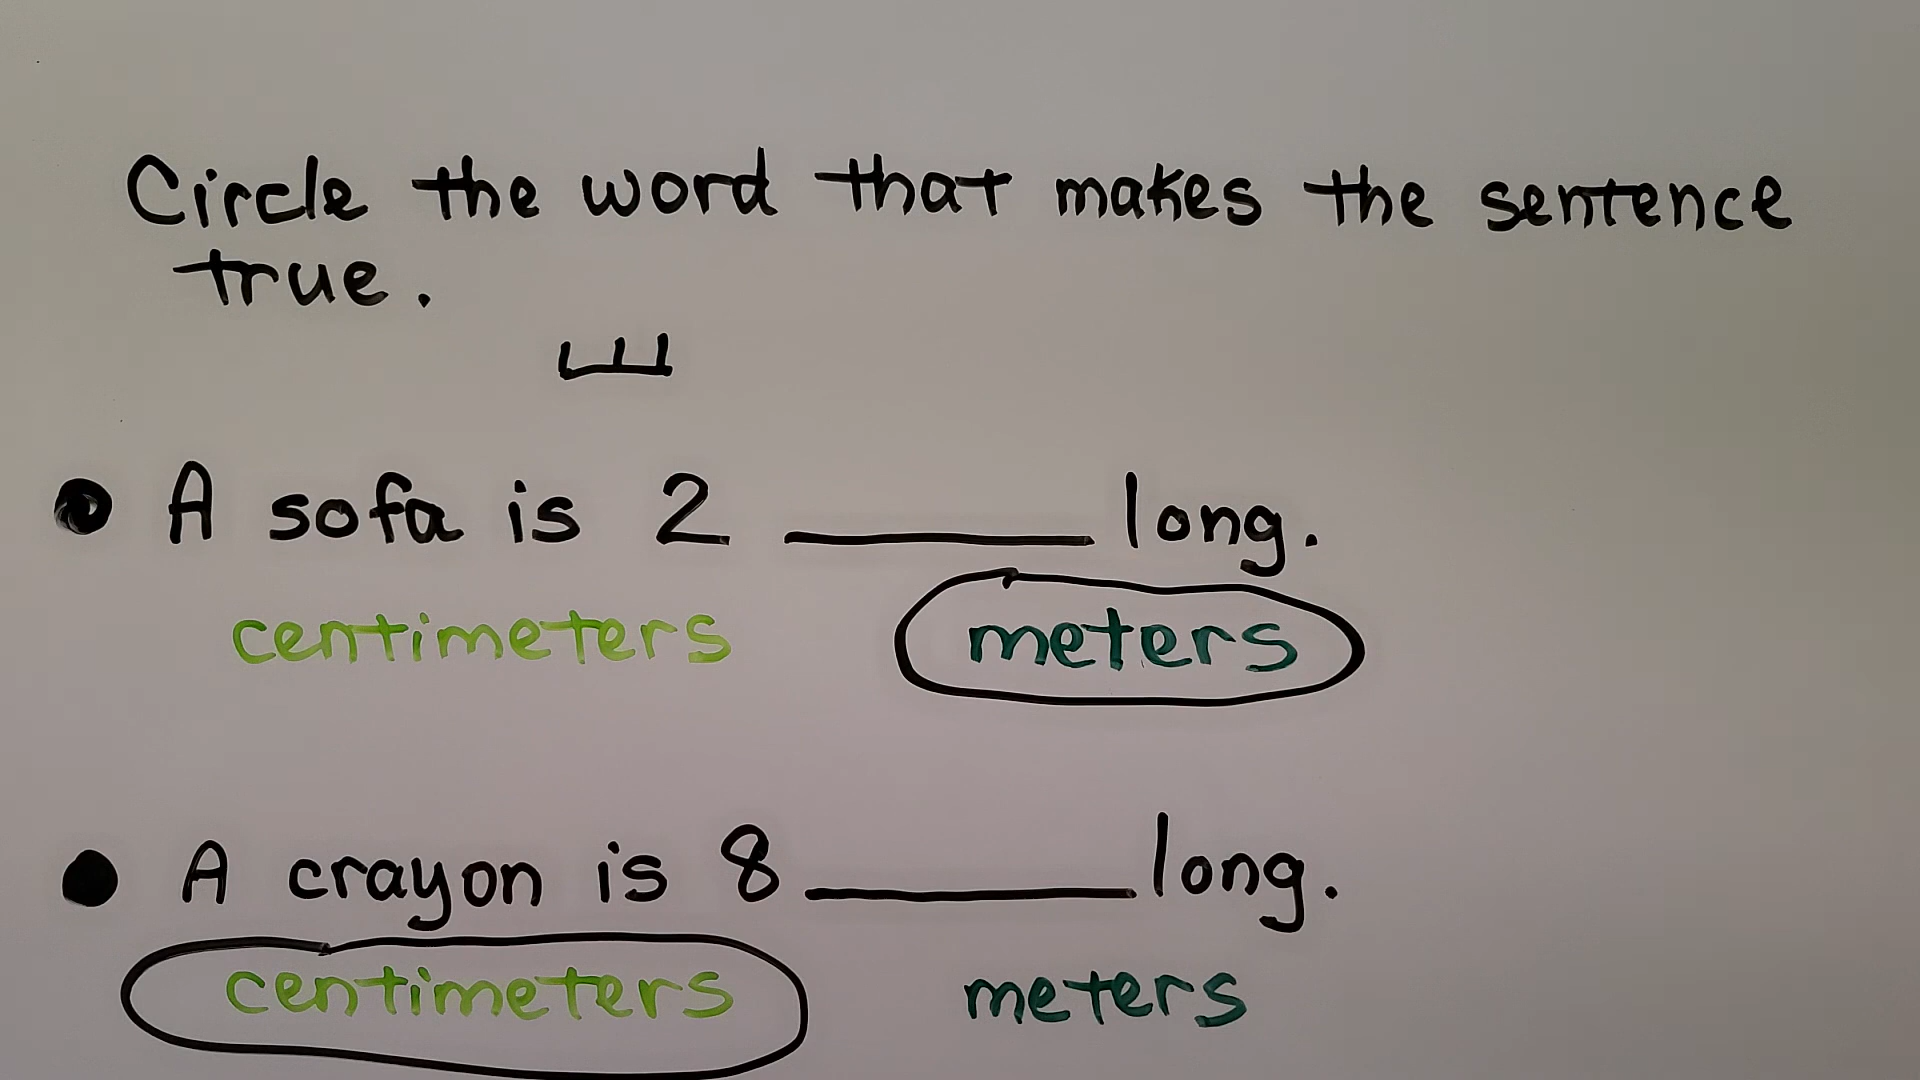 Circle the word that makes the sentence
true.
A sofa is 2 ______ long.
centimeters meters
A crayon is 8 ______ long.
centimeters meters